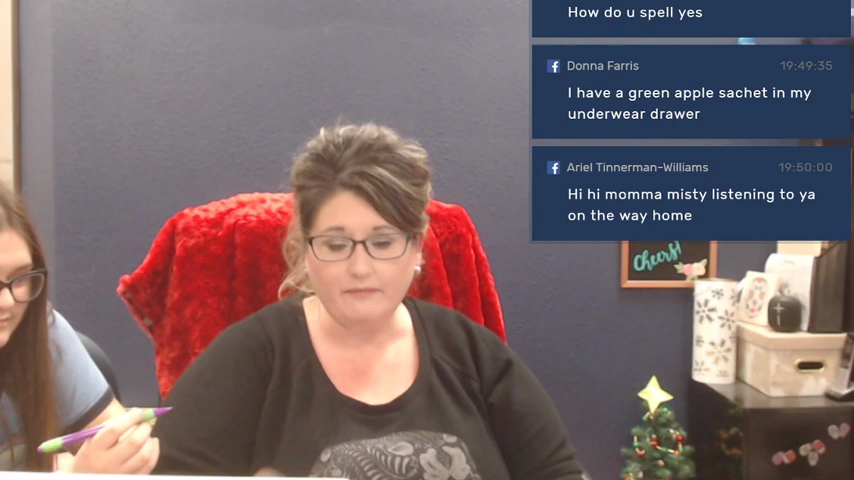 How do u spell yes
Donna Farris 19:49:35
I have a green apple sachet in my
underwear drawer
Ariel Tinnerman-Williams 19:50:00
Hi hi momma misty listening to ya
on the way home
Cheers!